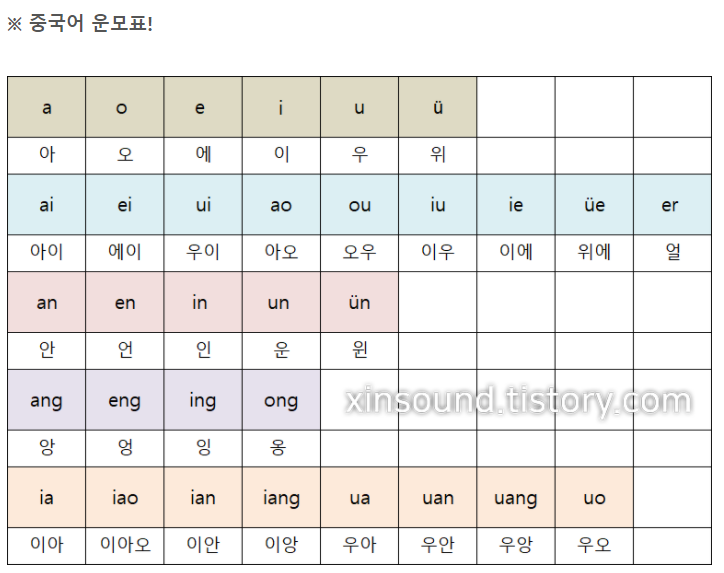 ※ 중국어 운모표!
a o e i u ü
아 오 에 이 우 위
ai ei ui ao ou iu ie üe er
아이 에이 우이 아오 오우 이우 이에 위에 얼
an en in un ün
안 언 인 운 윈
ang eng ing ong xinsound.tistory.com
앙 엉 잉 옹
ia iao ian iang ua uan uang uo
이아 이아오 이안 이앙 우아 우안 우앙 우오